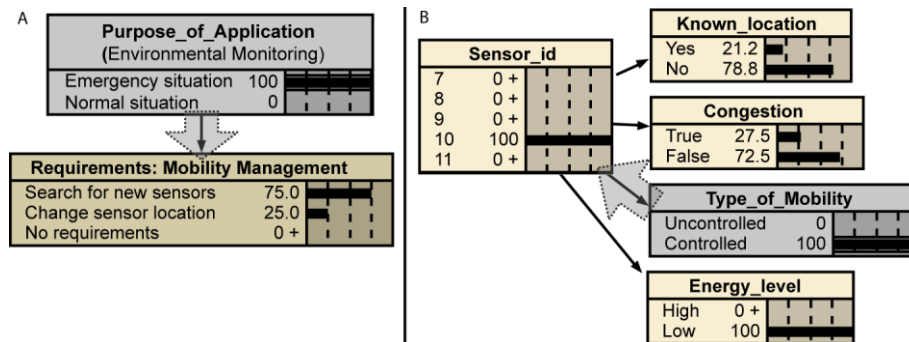 A
Purpose_of_Application
(Environmental Monitoring)
Emergency situation 100
Normal situation 0
Requirements: Mobility Management
Search for new sensors 75.0
Change sensor location 25.0
No requirements 0 +
B
Sensor_id
7 0 +
8 0 +
9 0 +
10 100
11 0 +
Known_location
Yes 21.2
No 78.8
Congestion
True 27.5
False 72.5
Type_of_Mobility
Uncontrolled 0
Controlled 100
Energy_level
High 0 +
Low 100